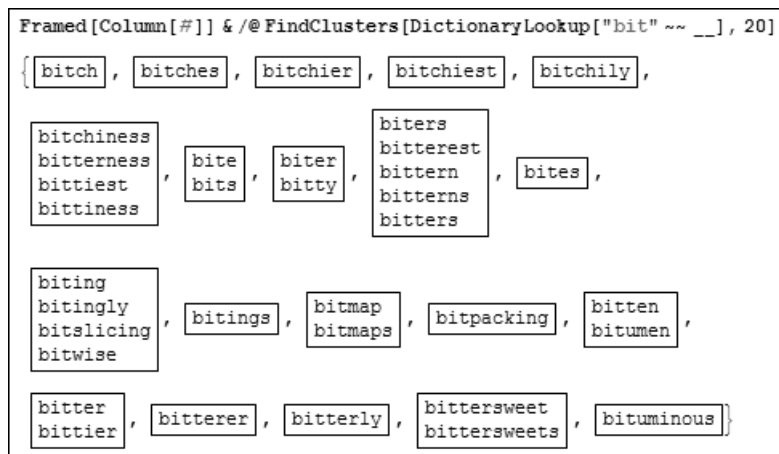 Framed[Column[#]] & /@ FindClusters[DictionaryLookup["bit" ~~ __], 20]
{ bitch , bitches , bitchier , bitchiest , bitchily ,
bitchiness
bitterness
bittiest
bittiness ,
bite
bits ,
biter
bitty ,
biters
bitterest
bittern
bitterns
bitters ,
bites ,
biting
bitingly
bitslicing
bitwise ,
bitings ,
bitmap
bitmaps ,
bitpacking ,
bitten
bitumen ,
bitter
bittier ,
bitterer ,
bitterly ,
bittersweet
bittersweets ,
bituminous }